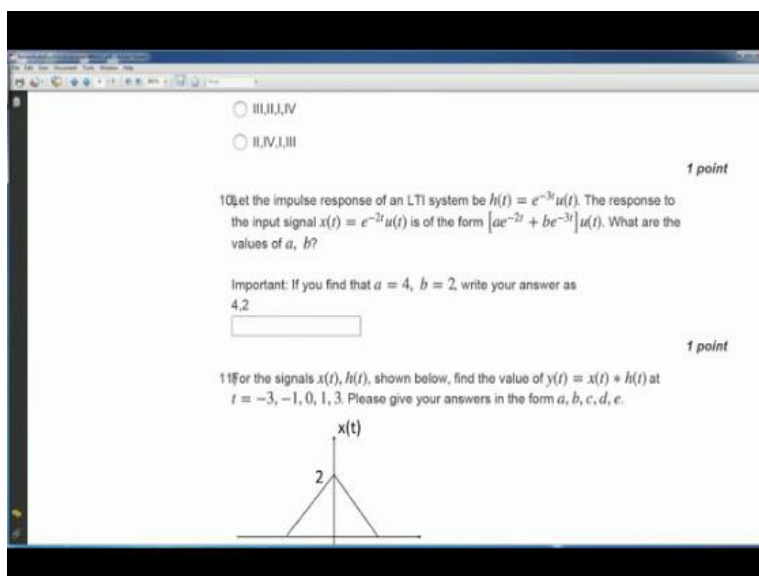 III,II,I,IV
II,IV,I,III
1 point
10. Let the impulse response of an LTI system be h(t) = e^{-3t}u(t). The response to
the input signal x(t) = e^{-2t}u(t) is of the form [ae^{-2t} + be^{-3t}]u(t). What are the
values of a, b?
Important: If you find that a = 4, b = 2, write your answer as
4,2
1 point
11. For the signals x(t), h(t), shown below, find the value of y(t) = x(t) * h(t) at
t = −3, −1, 0, 1, 3. Please give your answers in the form a, b, c, d, e.
x(t)
2